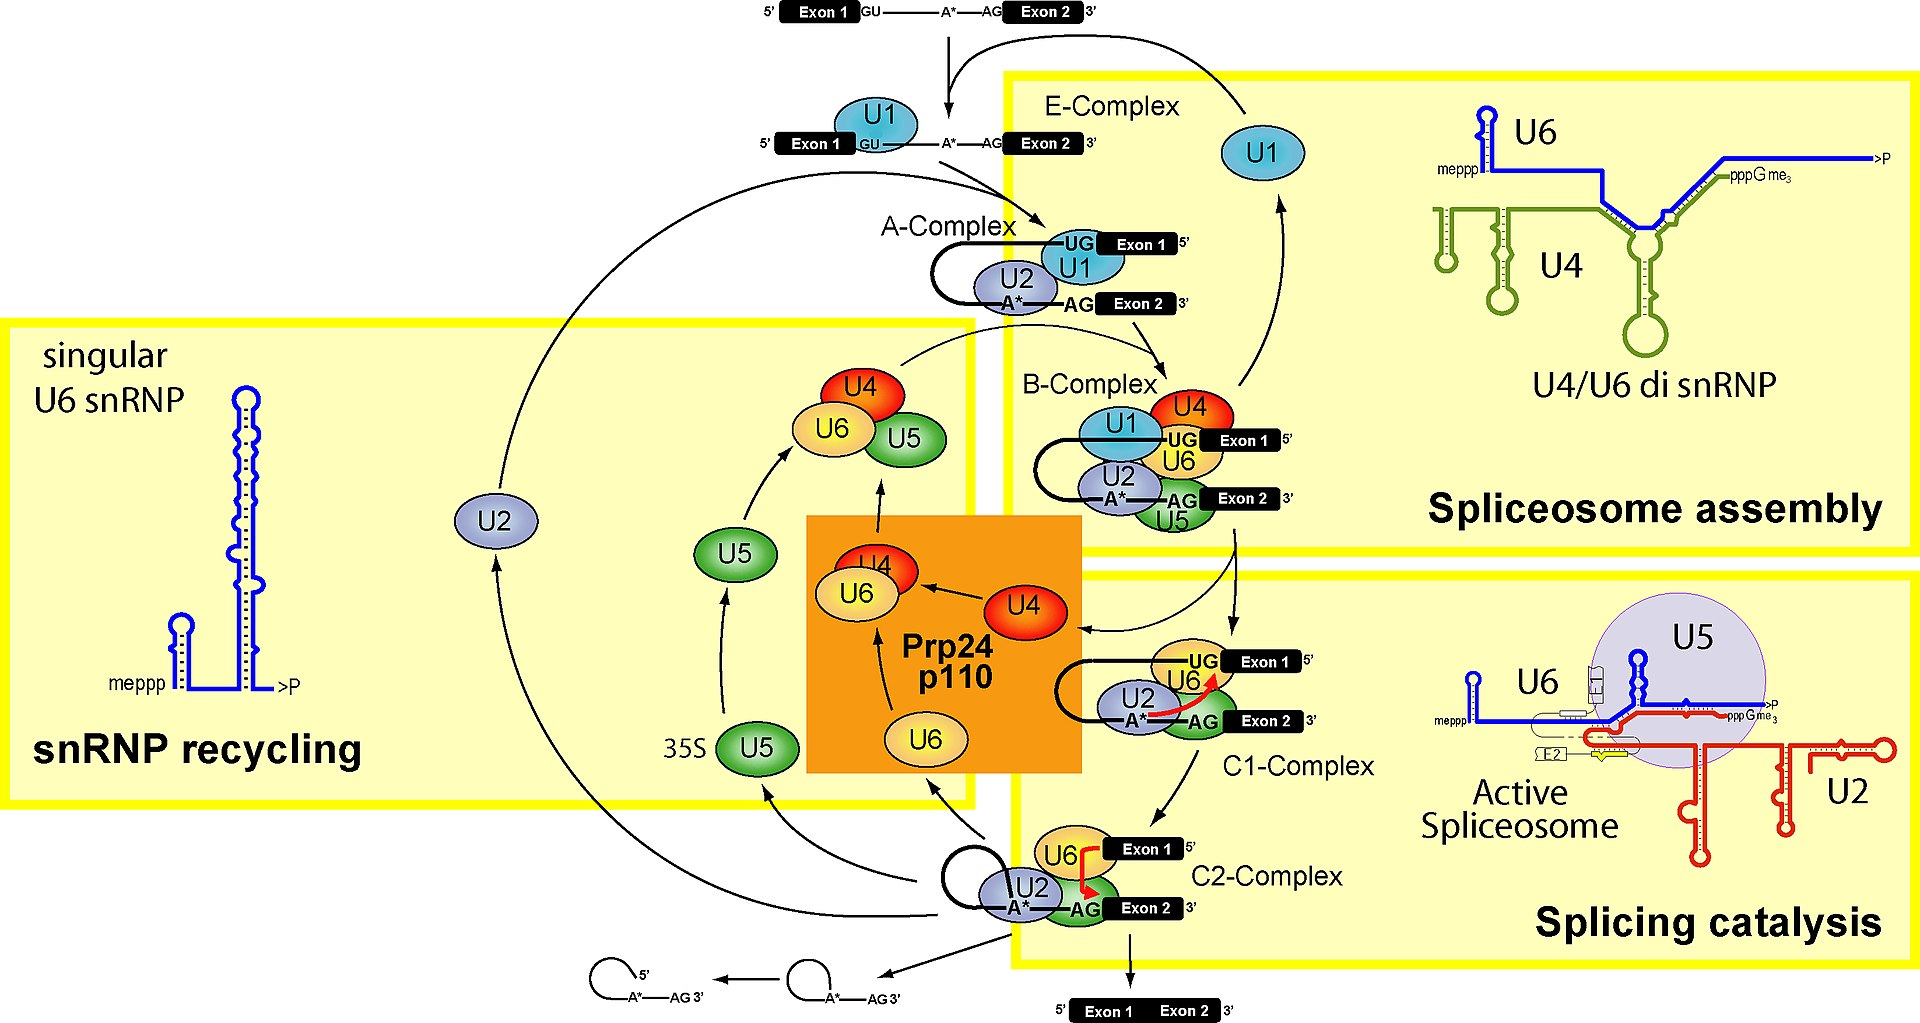 5’ Exon 1 GU A* AG Exon 2 3’
E-Complex
U1
5’ Exon 1 GU A* AG Exon 2 3’
U1
A-Complex
UG Exon 1 5’
U1
U2
A* AG Exon 2 3’
U6
meppp
>P
pppG me3
U4
U4/U6 di snRNP
Spliceosome assembly
B-Complex
U4
U1
UG Exon 1 5’
U6
U2
A* AG Exon 2 3’
U5
singular
U6 snRNP
meppp
>P
snRNP recycling
U4
U6
U5
U2
U5
35S
U5
U4
U6
U4
Prp24
p110
U6
UG Exon 1 5’
U6
U2
A* AG Exon 2 3’
C1-Complex
U5
U6
E1
meppp
>P
pppG me3
E2
Active
Spliceosome
U2
U6
Exon 1 5’
C2-Complex
U2
A* AG Exon 2 3’
Splicing catalysis
5’
A* AG 3’
A* AG 3’
5’ Exon 1 Exon 2 3’